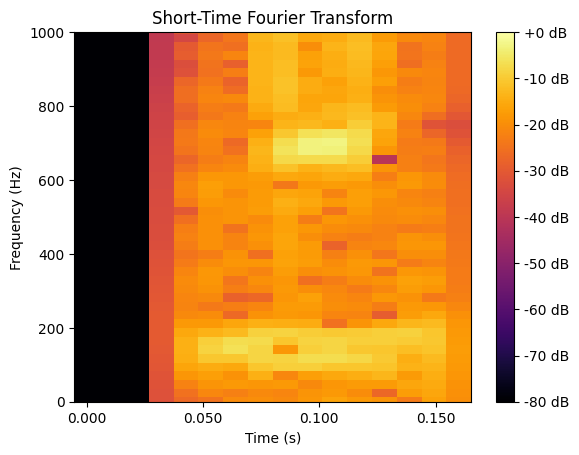 Short-Time Fourier Transform
1000
800
600
400
200
0
Frequency (Hz)
0.000
0.050
0.100
0.150
Time (s)
+0 dB
-10 dB
-20 dB
-30 dB
-40 dB
-50 dB
-60 dB
-70 dB
-80 dB